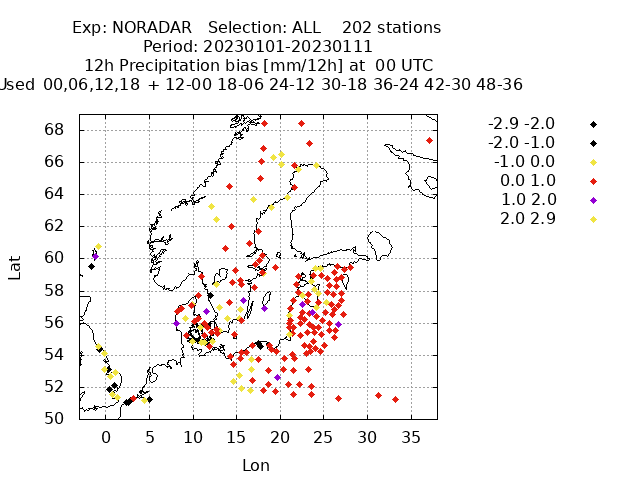 Exp: NORADAR Selection: ALL 202 stations
Period: 20230101-20230111
12h Precipitation bias [mm/12h] at 00 UTC
00,06,12,18 + 12-00 18-06 24-12 30-18 36-24 42-30 48-36
-2.9 -2.0
-2.0 -1.0
-1.0 0.0
0.0 1.0
1.0 2.0
2.0 2.9
68
66
64
62
60
58
56
54
52
50
Lat
0 5 10 15 20 25 30 35
Lon